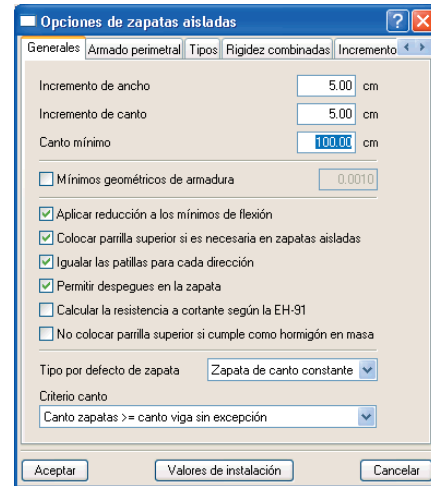 Opciones de zapatas aisladas
Generales Armado perimetral Tipos Rigidez combinadas Incremento
Incremento de ancho 5.00 cm
Incremento de canto 5.00 cm
Canto mínimo 100.00 cm
Mínimos geométricos de armadura 0.0010
Aplicar reducción a los mínimos de flexión
Colocar parrilla superior si es necesaria en zapatas aisladas
Igualar las patillas para cada dirección
Permitir despegues en la zapata
Calcular la resistencia a cortante según la EH-91
No colocar parrilla superior si cumple como hormigón en masa
Tipo por defecto de zapata Zapata de canto constante
Criterio canto
Canto zapatas >= canto viga sin excepción
Aceptar Valores de instalación Cancelar